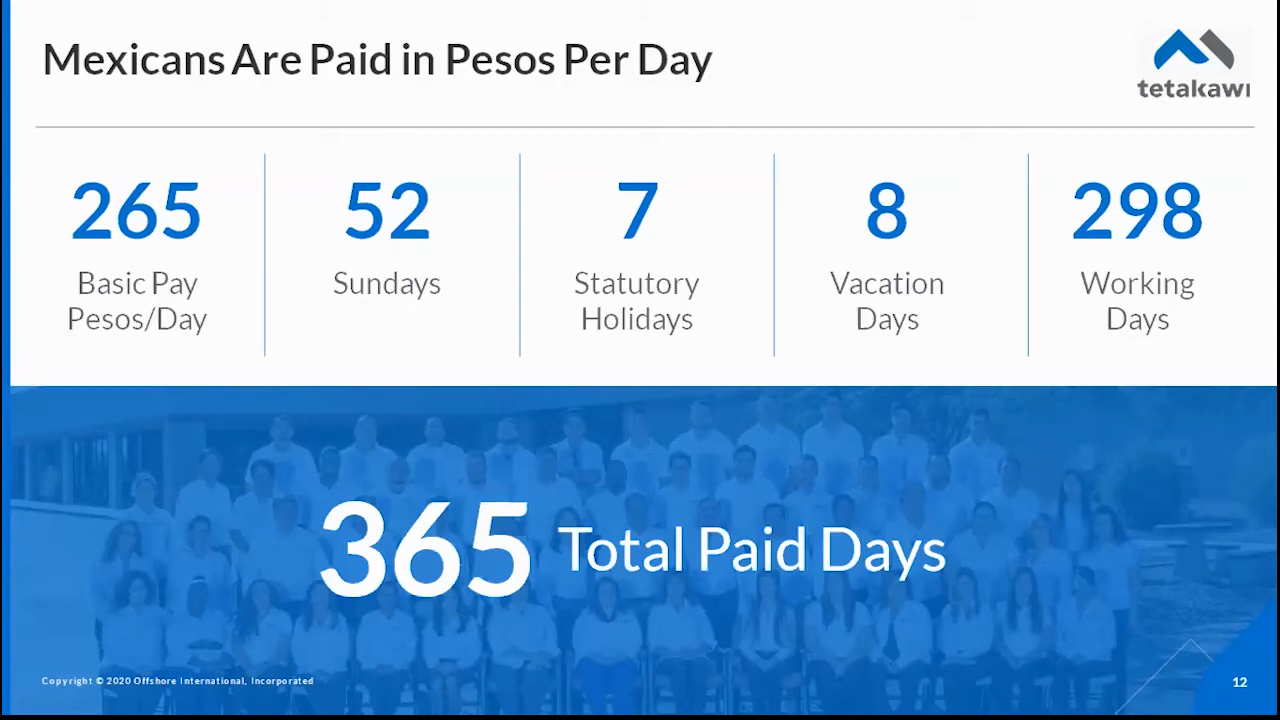 Mexicans Are Paid in Pesos Per Day
tetakawi
265
Basic Pay
Pesos/Day
52
Sundays
7
Statutory
Holidays
8
Vacation
Days
298
Working
Days
365 Total Paid Days
Copyright © 2020 Offshore International, Incorporated
12